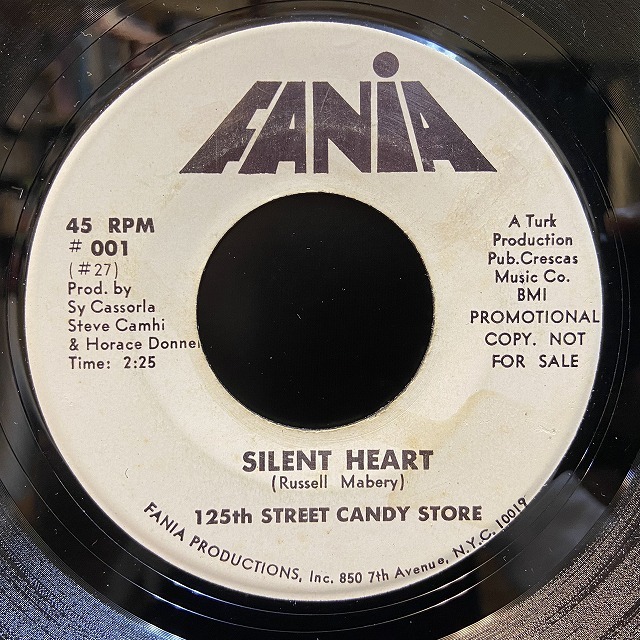 FANIA
45 RPM
# 001
(#27)
Prod. by
Sy Cassorla
Steve Camhi
& Horace Donnel
Time: 2:25
A Turk
Production
Pub.Crescas
Music Co.
BMI
PROMOTIONAL
COPY. NOT
FOR SALE
SILENT HEART
(Russell Mabery)
125th STREET CANDY STORE
FANIA PRODUCTIONS, Inc. 850 7th Avenue, N.Y.C. 10019